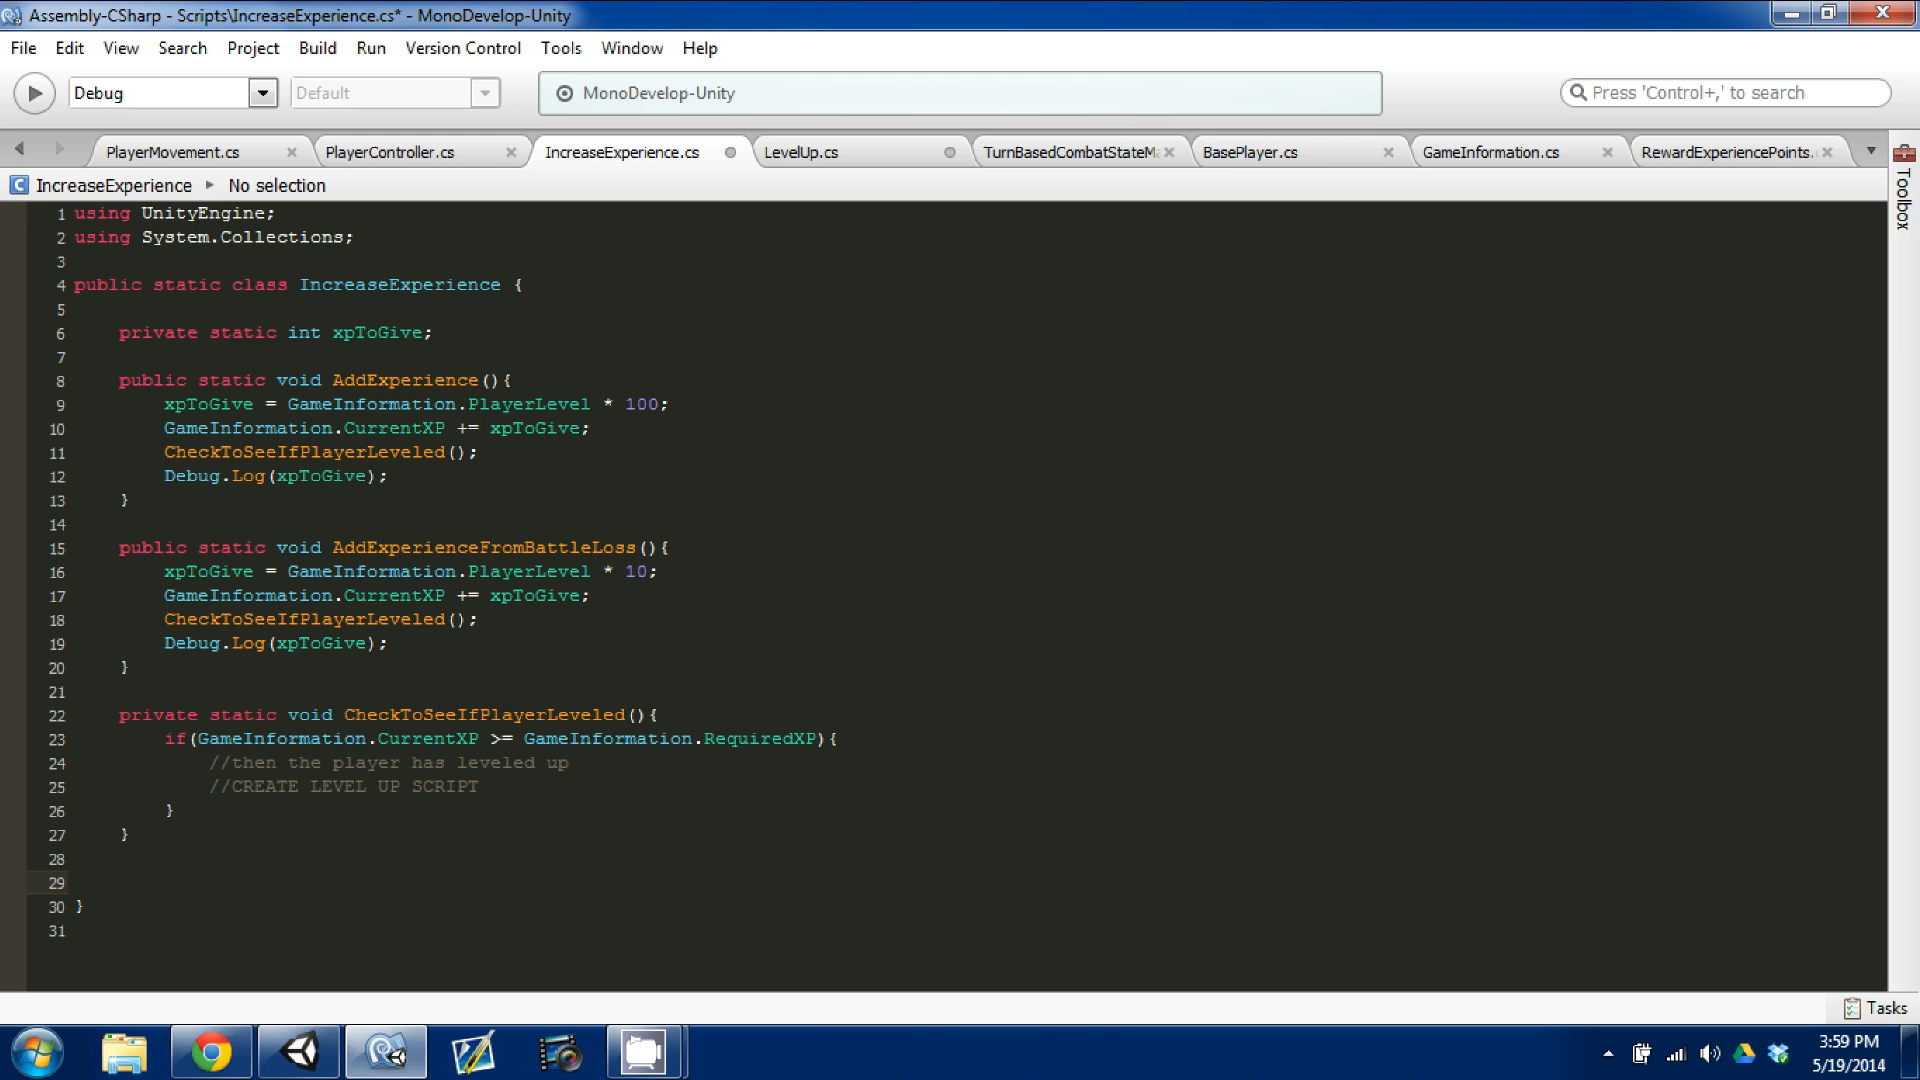 Assembly-CSharp - Scripts\IncreaseExperience.cs* - MonoDevelop-Unity
File Edit View Search Project Build Run Version Control Tools Window Help
Debug Default MonoDevelop-Unity Press 'Control+,' to search
PlayerMovement.cs PlayerController.cs IncreaseExperience.cs LevelUp.cs TurnBasedCombatStateMa BasePlayer.cs GameInformation.cs RewardExperiencePoints.
Toolbox
IncreaseExperience No selection
1 using UnityEngine;
2 using System.Collections;
3
4 public static class IncreaseExperience {
5
6 private static int xpToGive;
7
8 public static void AddExperience(){
9 xpToGive = GameInformation.PlayerLevel * 100;
10 GameInformation.CurrentXP += xpToGive;
11 CheckToSeeIfPlayerLeveled();
12 Debug.Log(xpToGive);
13 }
14
15 public static void AddExperienceFromBattleLoss(){
16 xpToGive = GameInformation.PlayerLevel * 10;
17 GameInformation.CurrentXP += xpToGive;
18 CheckToSeeIfPlayerLeveled();
19 Debug.Log(xpToGive);
20 }
21
22 private static void CheckToSeeIfPlayerLeveled(){
23 if(GameInformation.CurrentXP >= GameInformation.RequiredXP){
24 //then the player has leveled up
25 //CREATE LEVEL UP SCRIPT
26 }
27 }
28
29
30 }
31
Tasks
3:59 PM
5/19/2014